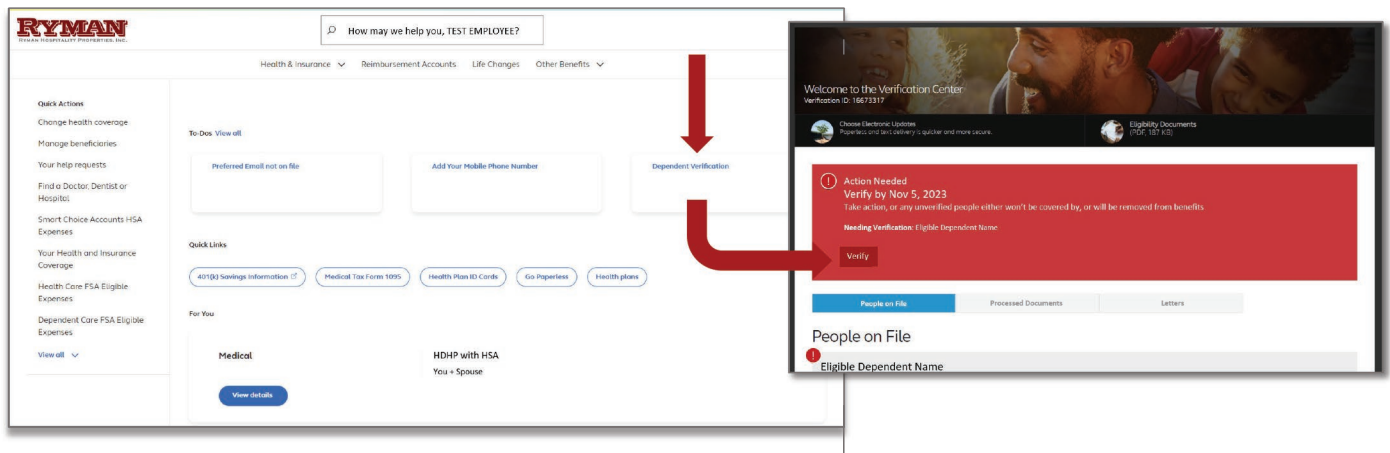 RYMAN
RYMAN HOSPITALITY PROPERTIES, INC.
How may we help you, TEST EMPLOYEE?
Health & Insurance
Reimbursement Accounts
Life Changes
Other Benefits
Quick Actions
Change health coverage
Manage beneficiaries
Your help requests
Find a Doctor, Dentist or
Hospital
Smart Choice Accounts HSA
Expenses
Your Health and Insurance
Coverage
Health Care FSA Eligible
Expenses
Dependent Care FSA Eligible
Expenses
View all
To-Dos View all
Preferred Email not on file
Add Your Mobile Phone Number
Dependent Verification
Quick Links
401(k) Savings Information
Medical Tax Form 1095
Health Plan ID Cards
Go Paperless
Health plans
For You
Medical
HDHP with HSA
You + Spouse
View details
Welcome to the Verification Center
Verification ID: 16673317
Choose Electronic Updates
Paperless and text delivery is quicker and more secure.
Eligibility Documents
(PDF, 187 KB)
Action Needed
Verify by Nov 5, 2023
Take action, or any unverified people either won't be covered by, or will be removed from benefits
Needing Verification: Eligible Dependent Name
Verify
People on File
Processed Documents
Letters
People on File
Eligible Dependent Name